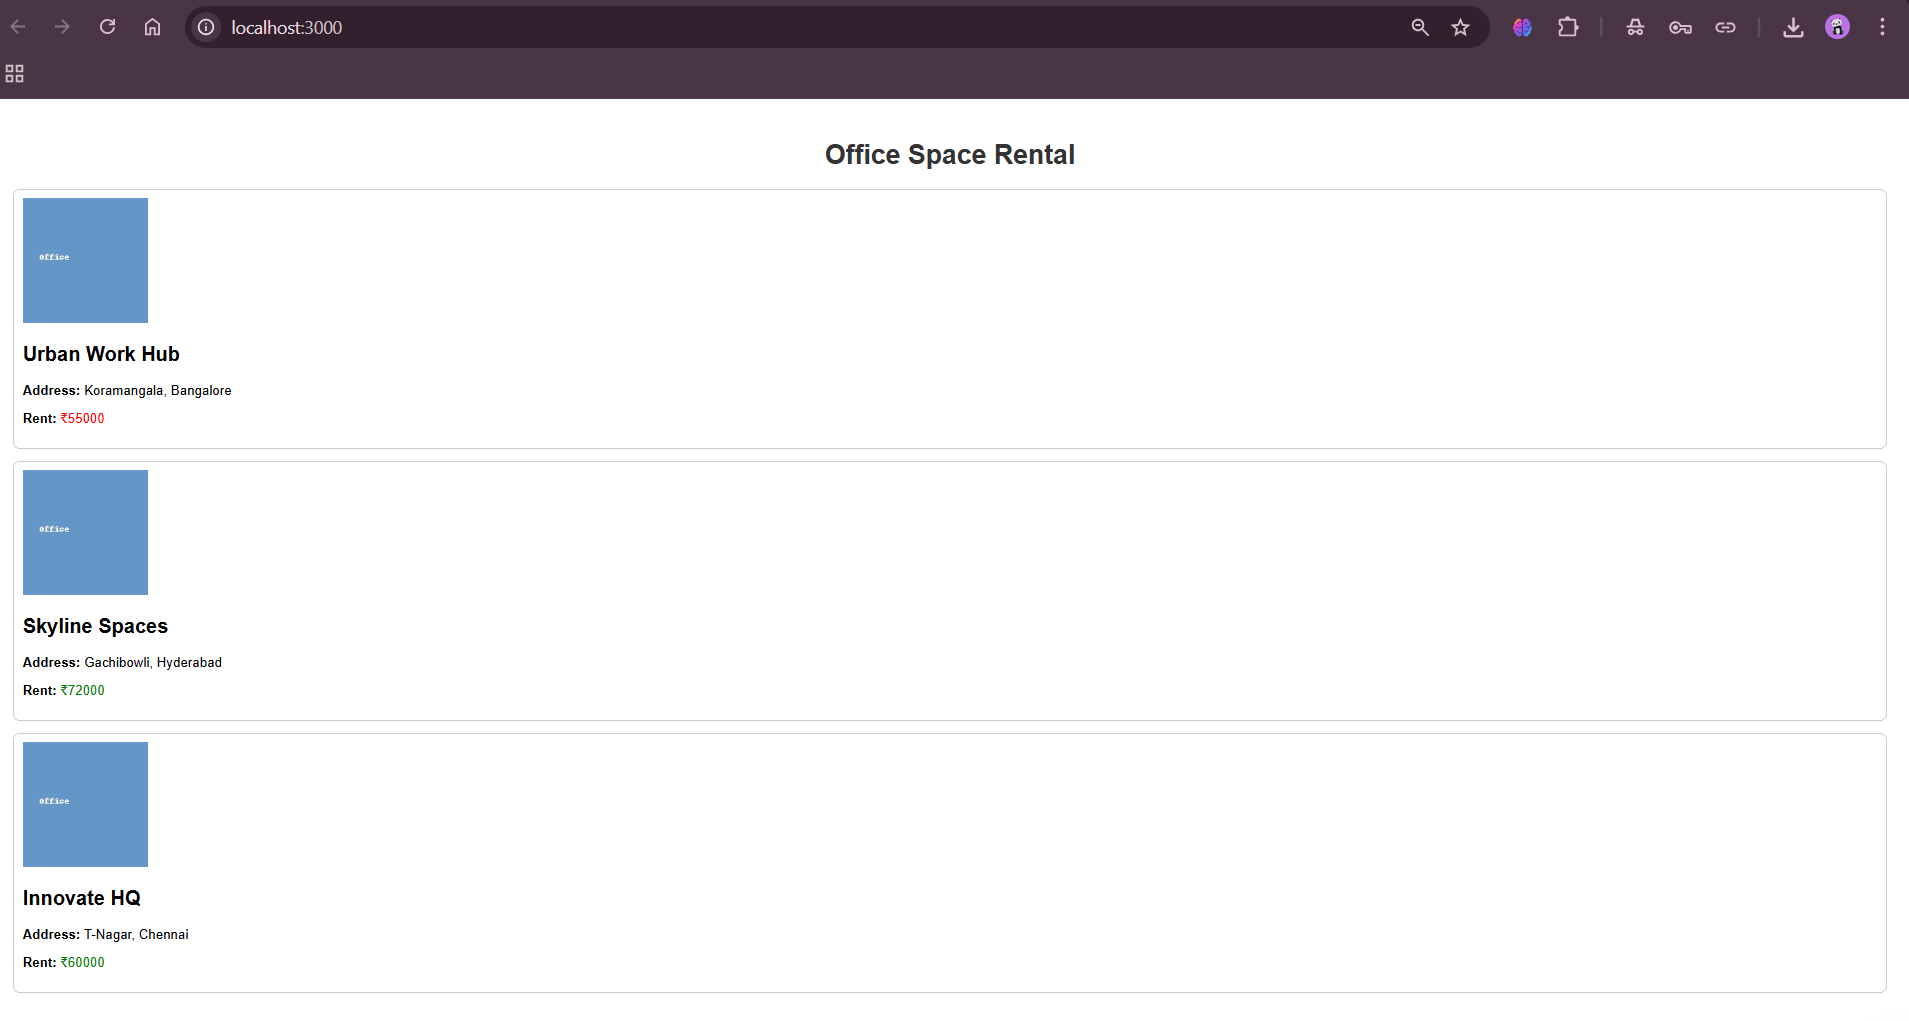 localhost:3000
Office Space Rental
Office
Urban Work Hub
Address: Koramangala, Bangalore
Rent: ₹55000
Office
Skyline Spaces
Address: Gachibowli, Hyderabad
Rent: ₹72000
Office
Innovate HQ
Address: T-Nagar, Chennai
Rent: ₹60000